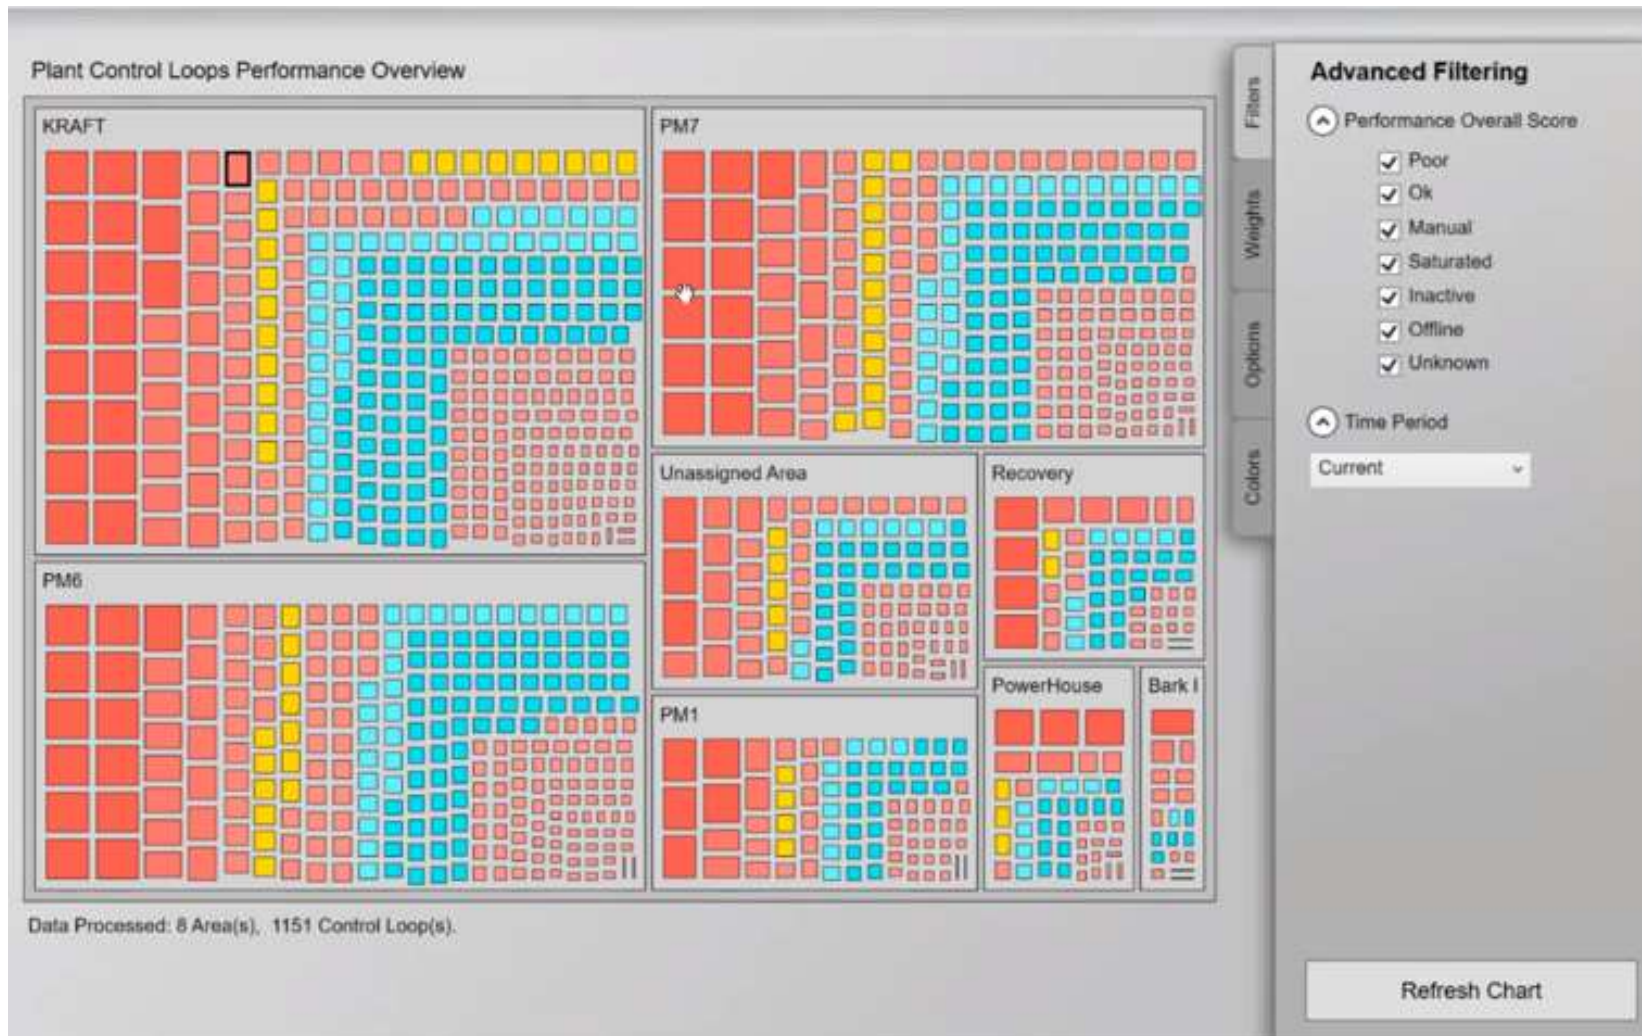 Plant Control Loops Performance Overview
KRAFT
PM7
PM6
Unassigned Area
Recovery
PM1
PowerHouse
Bark I
Data Processed: 8 Area(s), 1151 Control Loop(s).
Filters
Weights
Options
Colors
Advanced Filtering
Performance Overall Score
Poor
Ok
Manual
Saturated
Inactive
Offline
Unknown
Time Period
Current
Refresh Chart